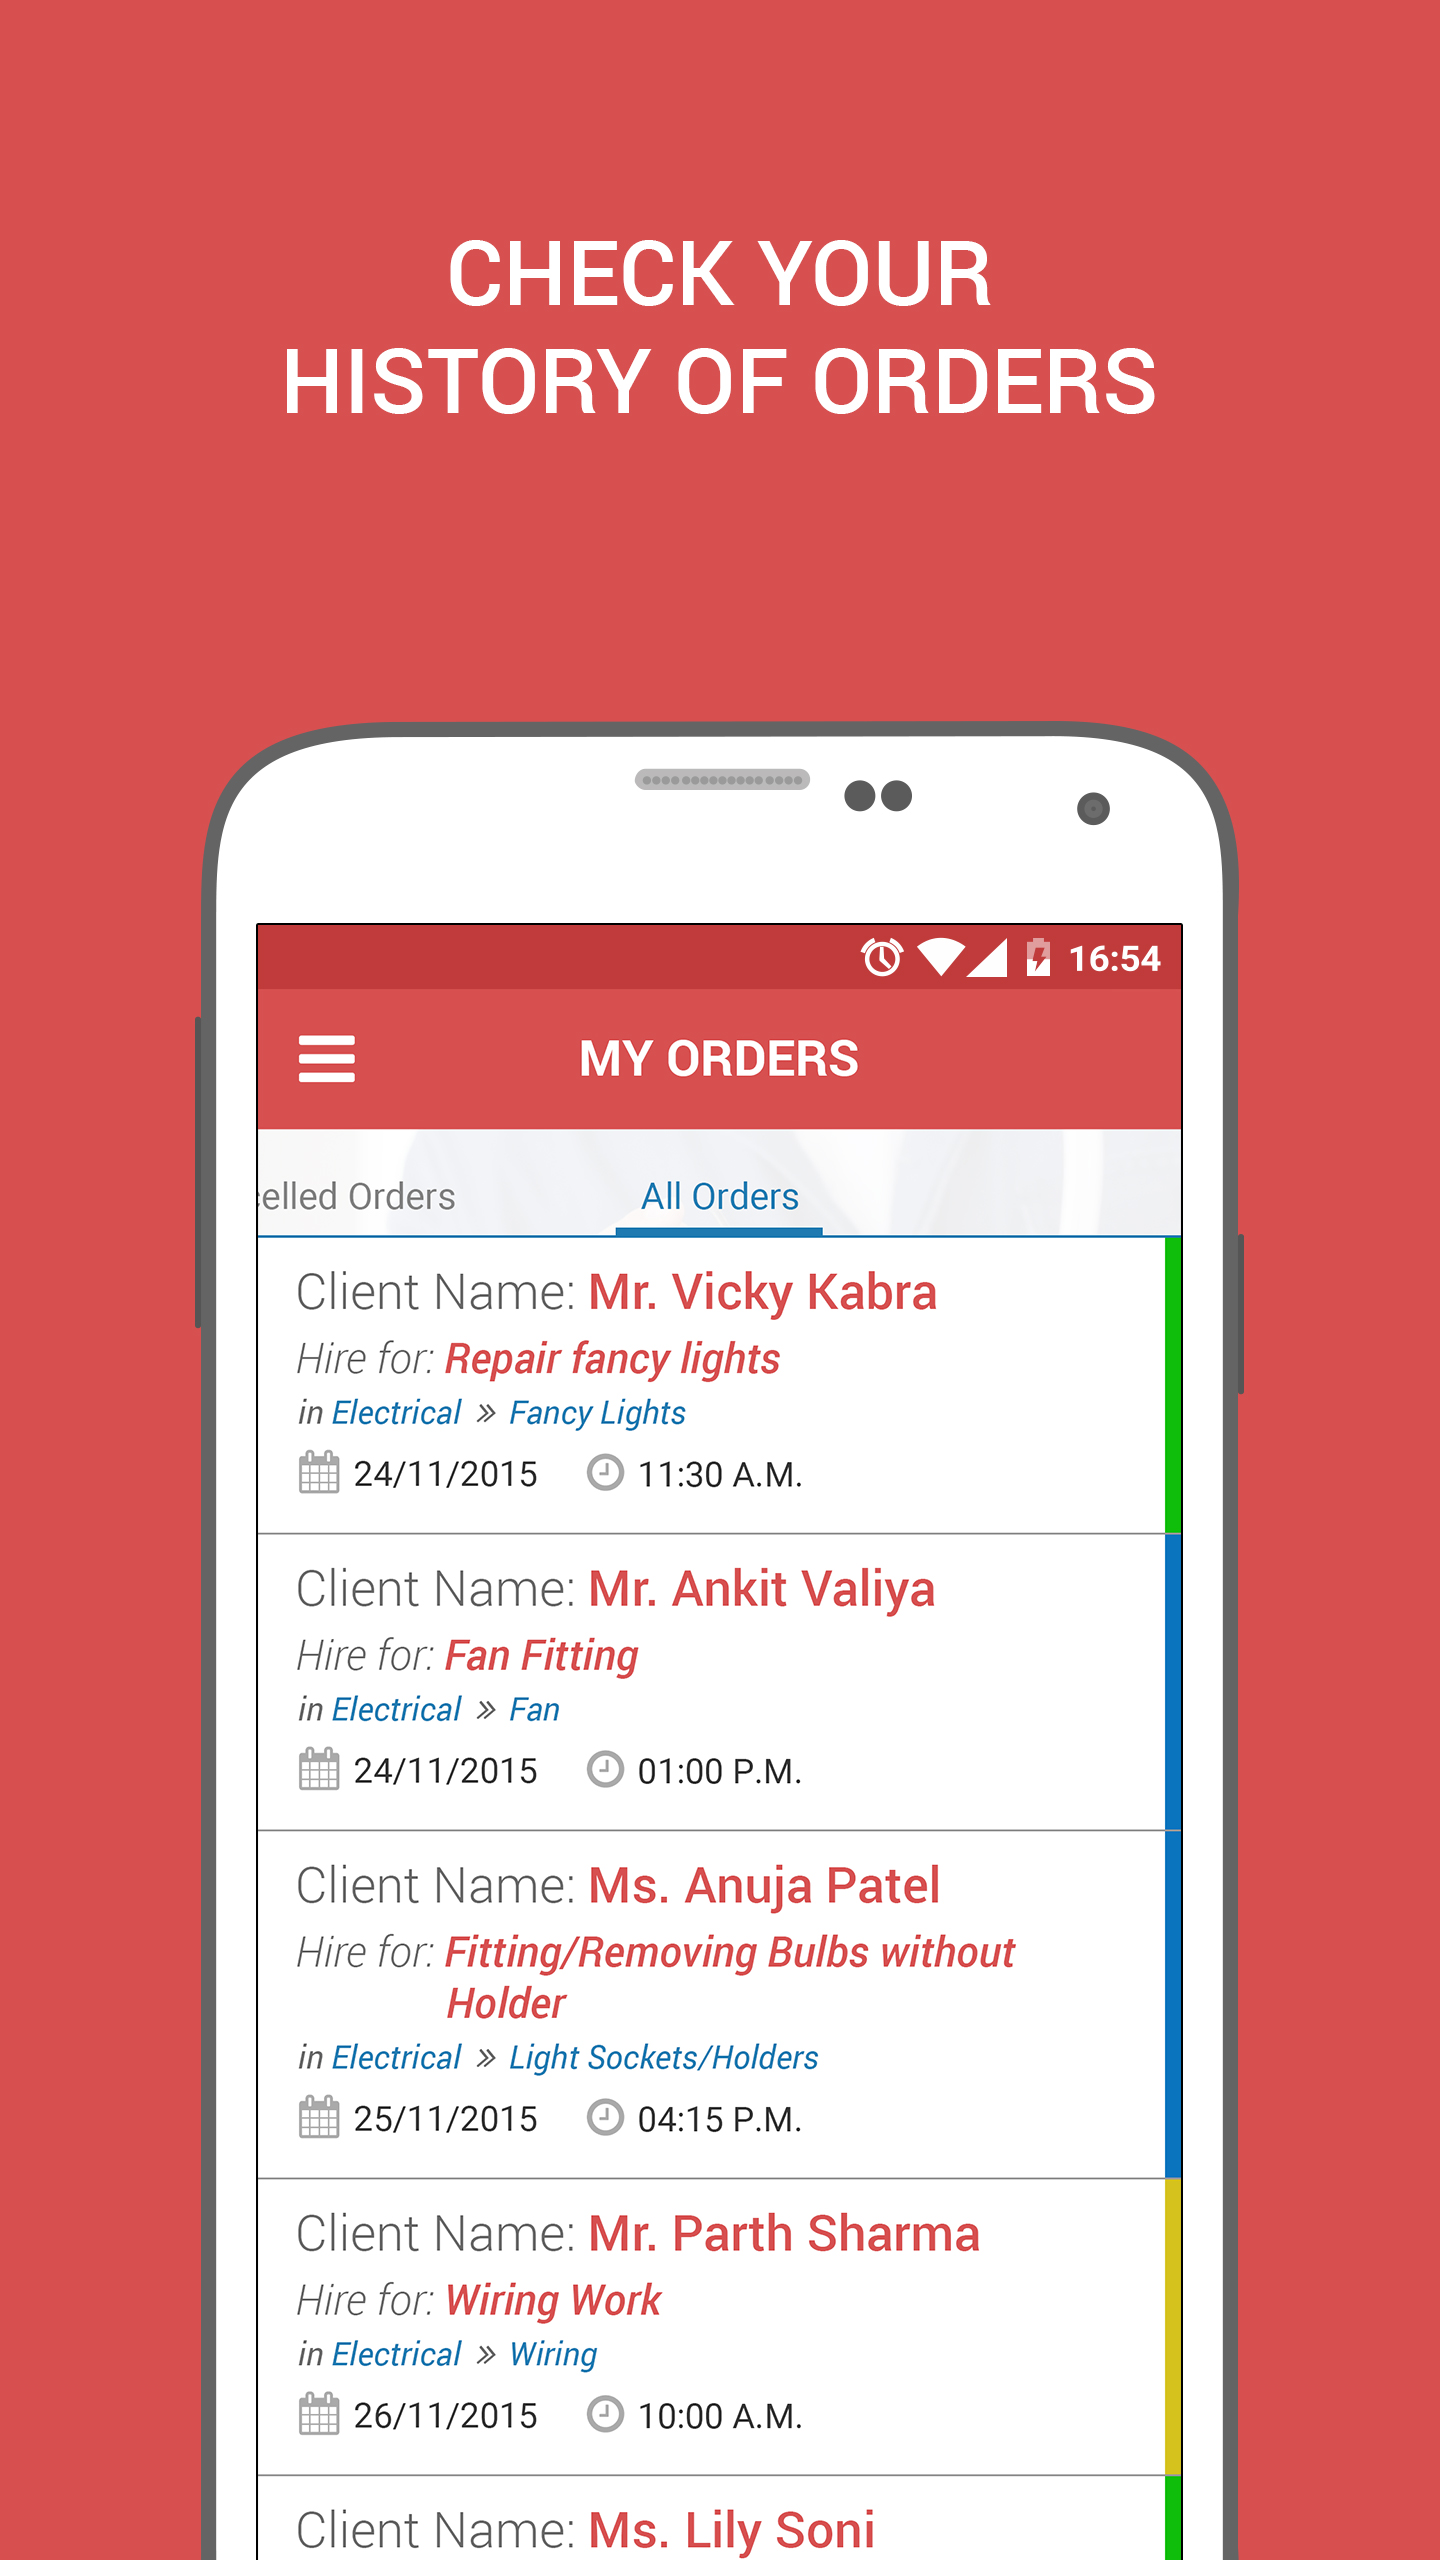 CHECK YOUR
HISTORY OF ORDERS
16:54
MY ORDERS
celled Orders All Orders
Client Name: Mr. Vicky Kabra
Hire for: Repair fancy lights
in Electrical » Fancy Lights
24/11/2015 11:30 A.M.
Client Name: Mr. Ankit Valiya
Hire for: Fan Fitting
in Electrical » Fan
24/11/2015 01:00 P.M.
Client Name: Ms. Anuja Patel
Hire for: Fitting/Removing Bulbs without
Holder
in Electrical » Light Sockets/Holders
25/11/2015 04:15 P.M.
Client Name: Mr. Parth Sharma
Hire for: Wiring Work
in Electrical » Wiring
26/11/2015 10:00 A.M.
Client Name: Ms. Lily Soni